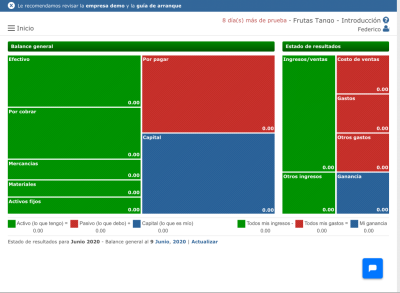 Le recomendamos revisar la empresa demo y la guía de arranque
8 día(s) más de prueba - Frutas Tango - Introducción
Inicio
Federico
Balance general
Estado de resultados
Efectivo
0.00
Por pagar
0.00
Ingresos/ventas
0.00
Costo de ventas
0.00
Gastos
0.00
Por cobrar
0.00
Capital
0.00
Otros gastos
0.00
Mercancías
0.00
Materiales
0.00
Otros ingresos
0.00
Ganancia
0.00
Activos fijos
0.00
Activo (lo que tengo) = Pasivo (lo que debo) + Capital (lo que es mío)
0.00 0.00 0.00
Todos mis ingresos - Todos mis gastos = Mi ganancia
0.00 0.00 0.00
Estado de resultados para Junio 2020 - Balance general al 9 Junio, 2020 | Actualizar